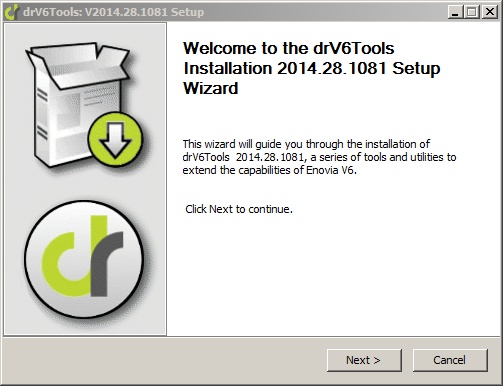 drV6Tools: V2014.28.1081 Setup
Welcome to the drV6Tools
Installation 2014.28.1081 Setup
Wizard
This wizard will guide you through the installation of
drV6Tools  2014.28.1081, a series of tools and utilities to
extend the capabilities of Enovia V6.
Click Next to continue.
dr
Next >
Cancel